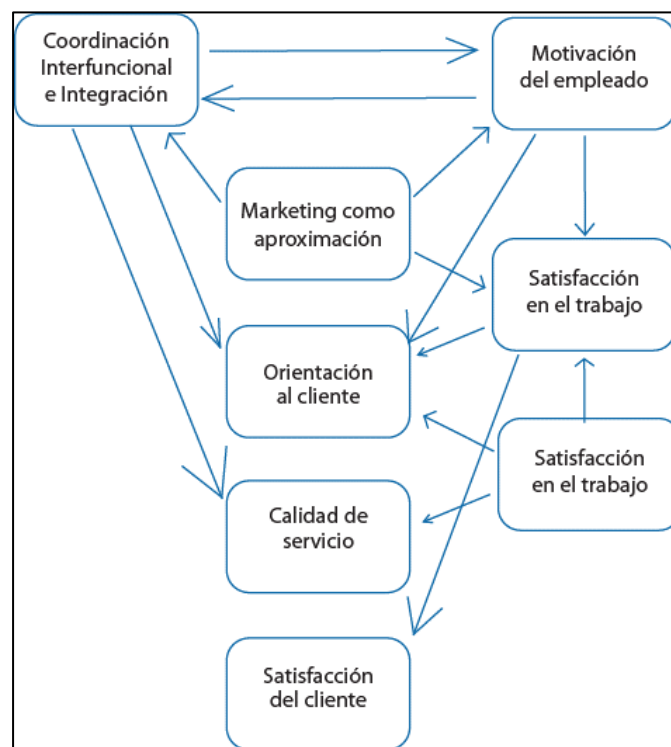 Coordinación
Interfuncional
e Integración
Motivación
del empleado
Marketing como
aproximación
Satisfacción
en el trabajo
Orientación
al cliente
Satisfacción
en el trabajo
Calidad de
servicio
Satisfacción
del cliente